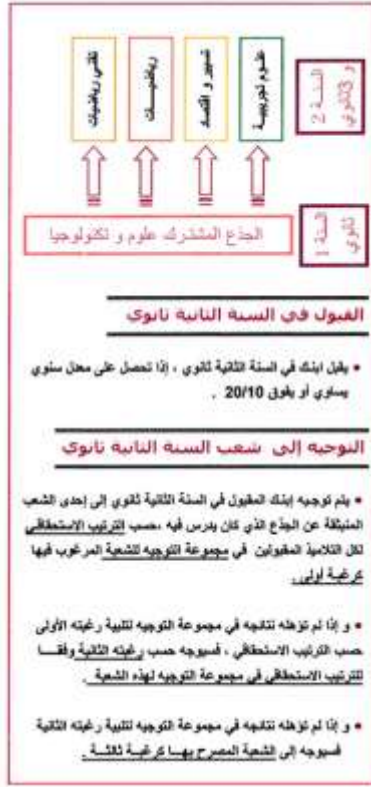 السنة 2
و 3ثانوي
علوم تجريبية
تسيير و اقتصاد
رياضيات
تقني رياضيات
السنة 1
ثانوي
الجذع المشترك علوم و تكنولوجيا
القبول في السنة الثانية ثانوي
• يقبل ابنك في السنة الثانية ثانوي ، إذا تحصل على معدل سنوي
يساوي أو يفوق 20/10 .
التوجيه إلى شعب السنة الثانية ثانوي
• يتم توجيه إبنك المقبول في السنة الثانية ثانوي إلى إحدى الشعب
المنبثقة عن الجذع الذي كان يدرس فيه ،حسب الترتيب الاستحقاقي
لكل التلاميذ المقبولين في مجموعة التوجيه للشعبة المرغوب فيها
كرغبة أولى .
• و إذا لم تؤهله نتائجه في مجموعة التوجيه لتلبية رغبته الأولى
حسب الترتيب الاستحقاقي ، فسيوجه حسب رغبته الثانية وفقا
للترتيب الاستحقاقي في مجموعة التوجيه لهذه الشعبة .
• و إذا لم تؤهله نتائجه في مجموعة التوجيه لتلبية رغبته الثانية
فسيوجه إلى الشعبة المصرح بها كرغبة ثالثة .